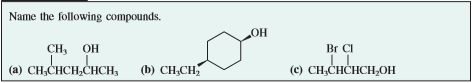 Name the following compounds.
OH
CH₃ OH Br Cl
(a) CH₃CHCH₂CHCH₃ (b) CH₃CH₂ (c) CH₃CHCHCH₂OH